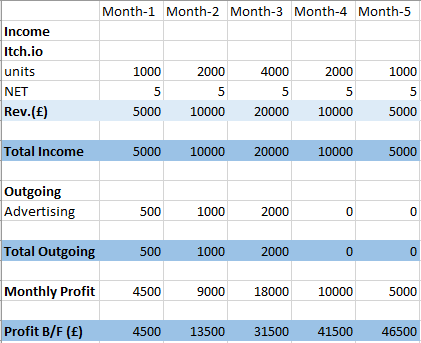 Month-1 Month-2 Month-3 Month-4 Month-5
Income
Itch.io
units 1000 2000 4000 2000 1000
NET 5 5 5 5 5
Rev.(£) 5000 10000 20000 10000 5000
Total Income 5000 10000 20000 10000 5000
Outgoing
Advertising 500 1000 2000 0 0
Total Outgoing 500 1000 2000 0 0
Monthly Profit 4500 9000 18000 10000 5000
Profit B/F (£) 4500 13500 31500 41500 46500